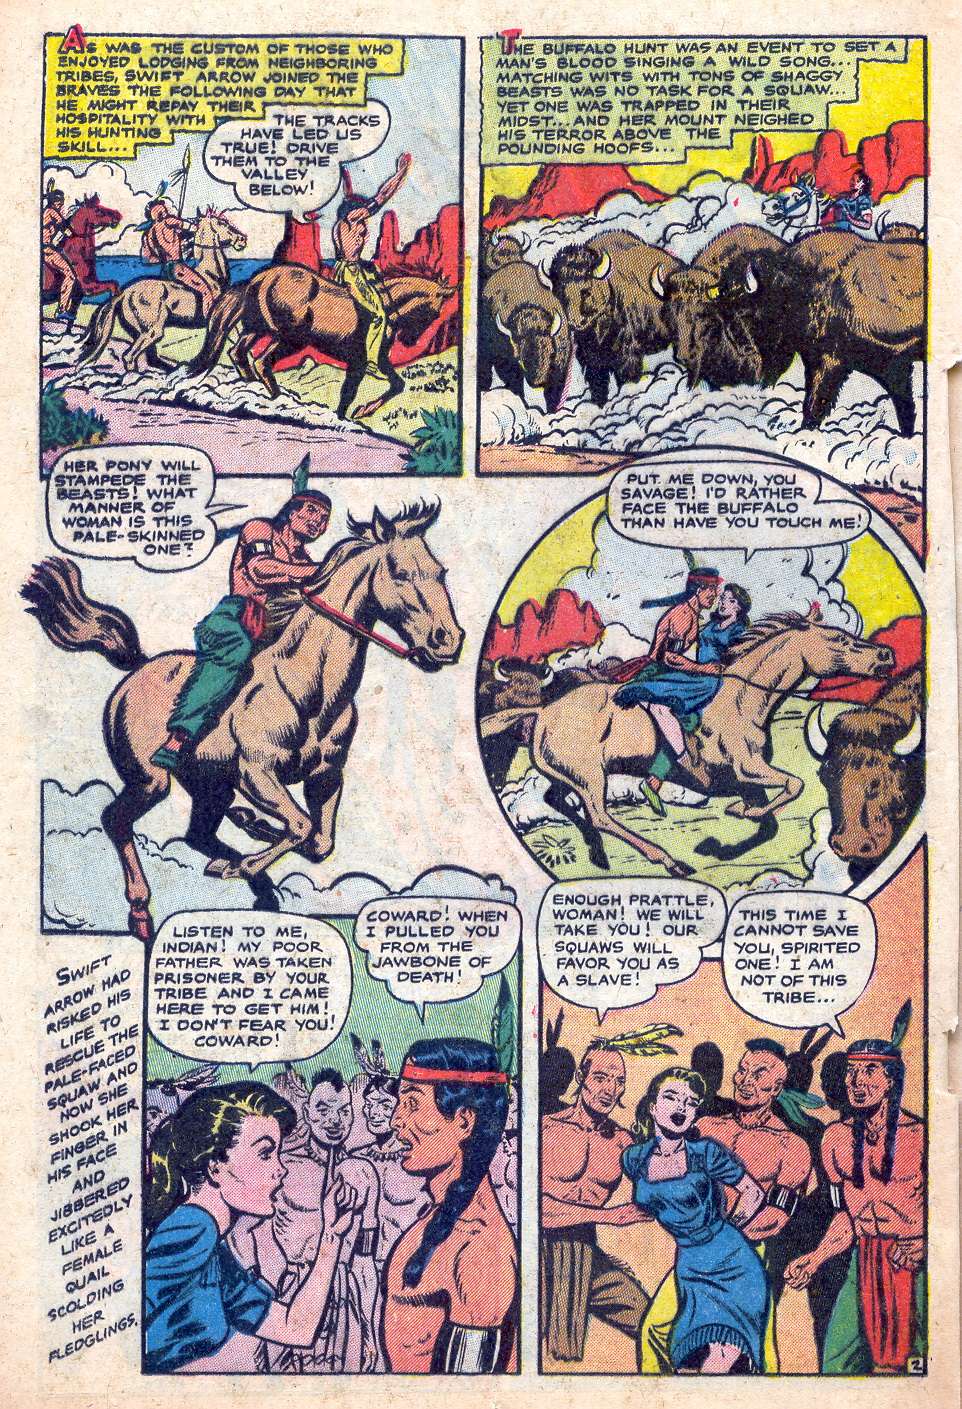 AS WAS THE CUSTOM OF THOSE WHO
ENJOYED LODGING FROM NEIGHBORING
TRIBES, SWIFT ARROW JOINED THE
BRAVES THE FOLLOWING DAY THAT
HE MIGHT REPAY THEIR
HOSPITALITY WITH
HIS HUNTING
SKILL...
THE TRACKS
HAVE LED US
TRUE! DRIVE
THEM TO THE
VALLEY
BELOW!
THE BUFFALO HUNT WAS AN EVENT TO SET A
MAN'S BLOOD SINGING A WILD SONG...
MATCHING WITS WITH TONS OF SHAGGY
BEASTS WAS NO TASK FOR A SQUAW...
YET ONE WAS TRAPPED IN THEIR
MIDST...AND HER MOUNT NEIGHED
HIS TERROR ABOVE THE
POUNDING HOOFS...
HER PONY WILL
STAMPEDE THE
BEASTS! WHAT
MANNER OF
WOMAN IS THIS
PALE-SKINNED
ONE?
PUT ME DOWN, YOU
SAVAGE! I'D RATHER
FACE THE BUFFALO
THAN HAVE YOU TOUCH ME!
SWIFT
ARROW HAD
RISKED HIS
LIFE TO
RESCUE THE
PALE-FACED
SQUAW AND
NOW SHE
SHOOK HER
FINGER IN
HIS FACE
AND
JIBBERED
EXCITEDLY
LIKE A
FEMALE
QUAIL
SCOLDING
HER
FLEDGLINGS.
LISTEN TO ME,
INDIAN! MY POOR
FATHER WAS TAKEN
PRISONER BY YOUR
TRIBE AND I CAME
HERE TO GET HIM!
I DON'T FEAR YOU!
COWARD!
COWARD! WHEN
I PULLED YOU
FROM THE
JAWBONE OF
DEATH!
ENOUGH PRATTLE,
WOMAN! WE WILL
TAKE YOU! OUR
SQUAWS WILL
FAVOR YOU AS
A SLAVE!
THIS TIME I
CANNOT SAVE
YOU, SPIRITED
ONE! I AM
NOT OF THIS
TRIBE...
2